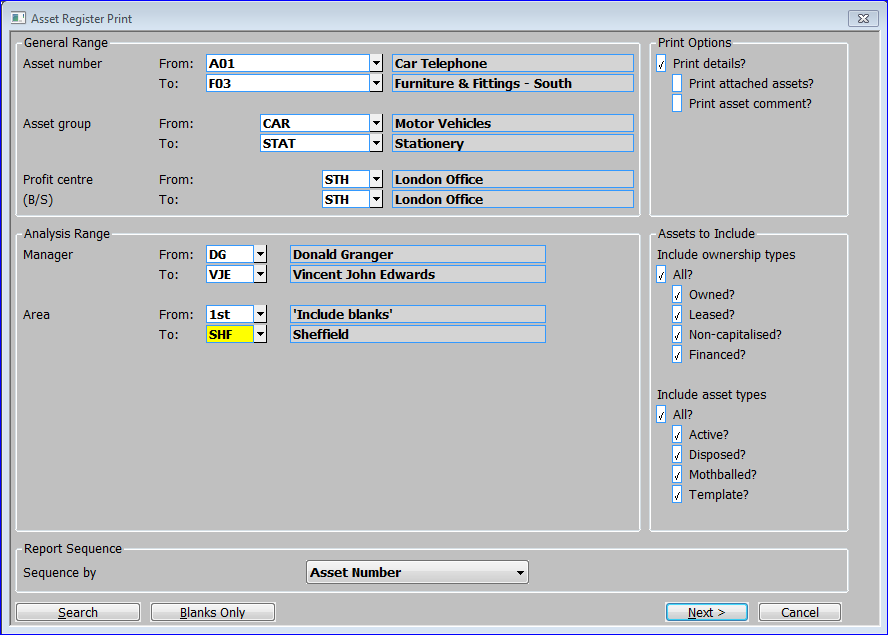 Asset Register Print
General Range
Asset number From: A01 Car Telephone
To: F03 Furniture & Fittings - South
Asset group From: CAR Motor Vehicles
To: STAT Stationery
Profit centre From: STH London Office
(B/S) To: STH London Office
Print Options
Print details?
Print attached assets?
Print asset comment?
Analysis Range
Manager From: DG Donald Granger
To: VJE Vincent John Edwards
Area From: 1st 'Include blanks'
To: SHF Sheffield
Assets to Include
Include ownership types
All?
Owned?
Leased?
Non-capitalised?
Financed?
Include asset types
All?
Active?
Disposed?
Mothballed?
Template?
Report Sequence
Sequence by Asset Number
Search Blanks Only Next > Cancel